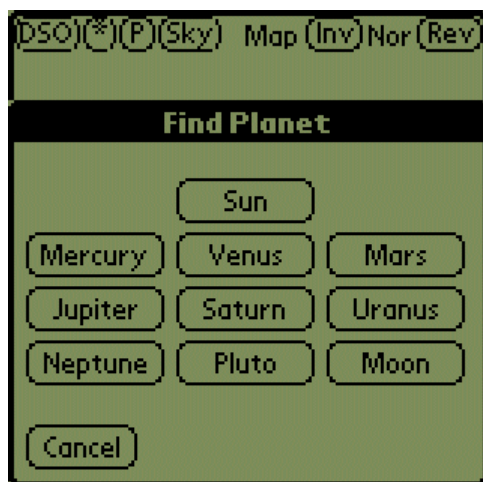 DSO * P Sky Map Inv Nor Rev
Find Planet
Sun
Mercury Venus Mars
Jupiter Saturn Uranus
Neptune Pluto Moon
Cancel